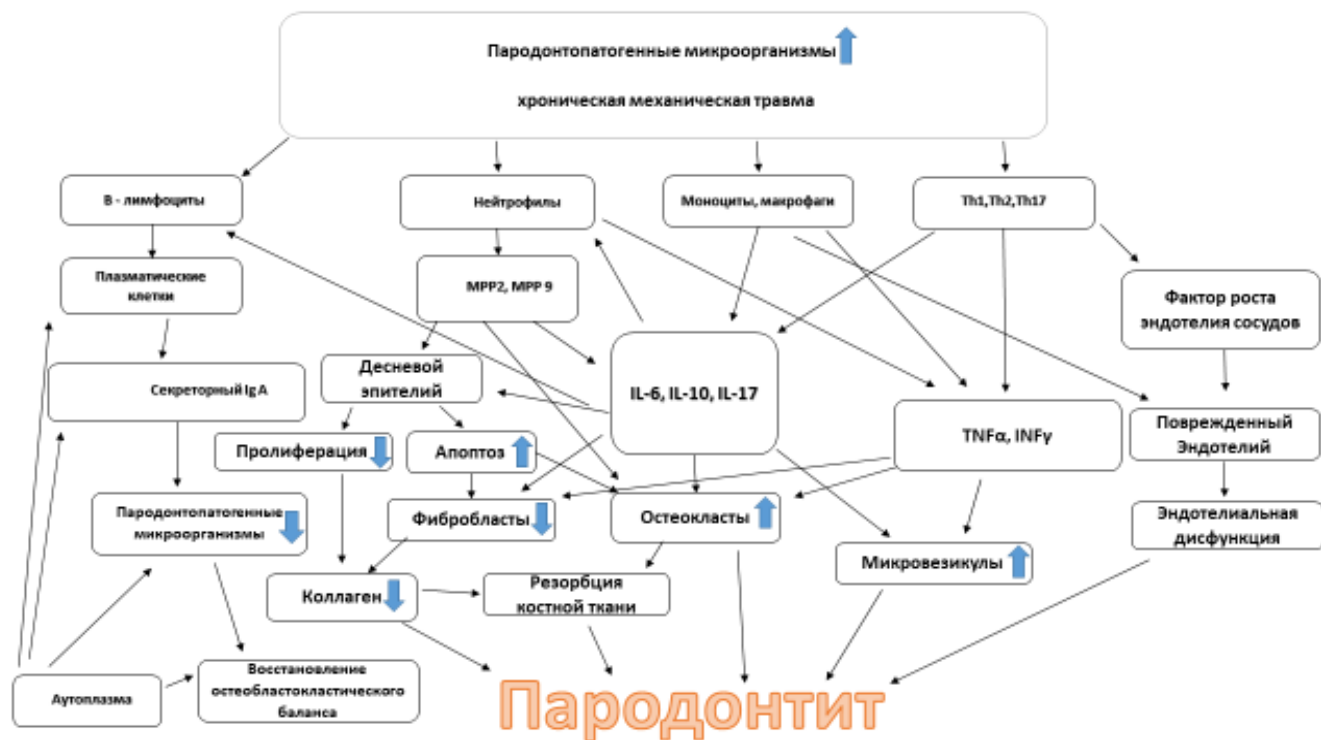 Пародонтопатогенные микроорганизмы
хроническая механическая травма
В - лимфоциты
Нейтрофилы
Моноциты, макрофаги
Th1,Th2,Th17
Плазматические
клетки
MPP2, MPP 9
Фактор роста
эндотелия сосудов
Секреторный Ig A
Десневой
эпителий
IL-6, IL-10, IL-17
TNFα, INFγ
Поврежденный
Эндотелий
Пролиферация
Апоптоз
Пародонтопатогенные
микроорганизмы
Фибробласты
Остеокласты
Эндотелиальная
дисфункция
Микровезикулы
Коллаген
Резорбция
костной ткани
Аутоплазма
Восстановление
остеобластокластического
баланса
Пародонтит